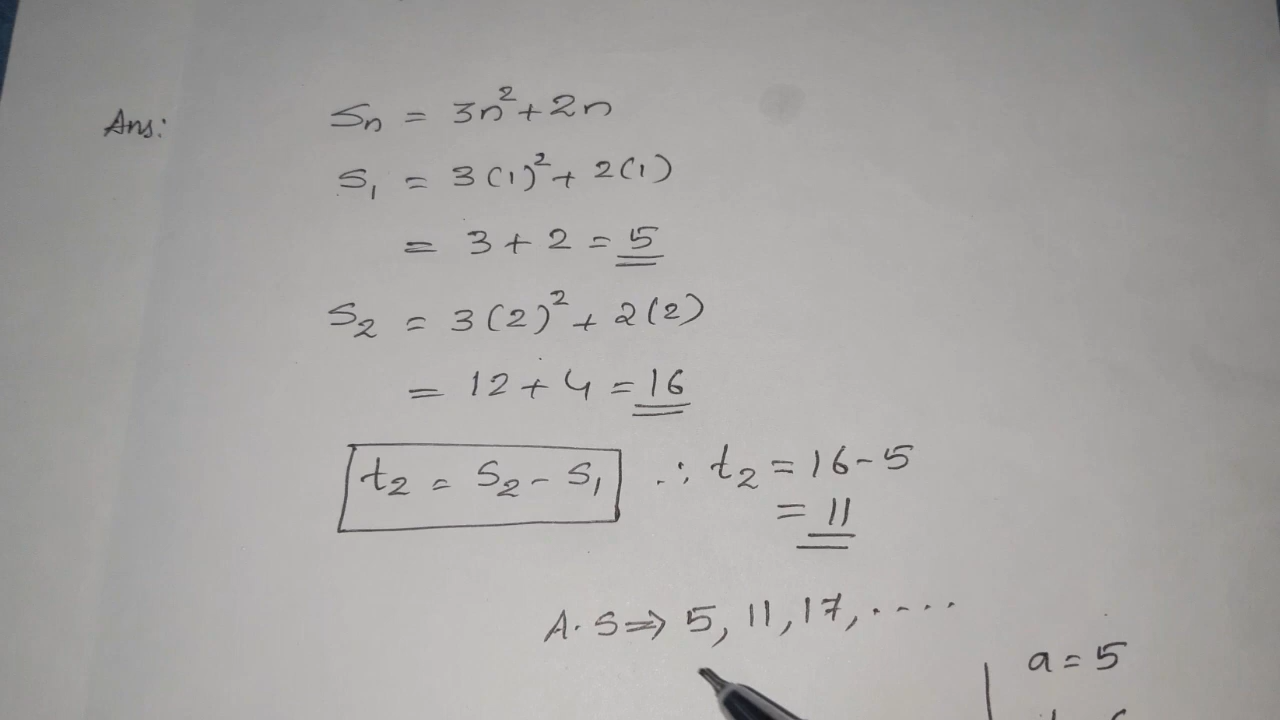 Ans: Sn = 3n²+2n
S₁ = 3(1)²+ 2(1)
= 3+2 = 5
S₂ = 3(2)²+ 2(2)
= 12+4 = 16
t₂ = S₂ - S₁ ∴ t₂ = 16-5
= 11
A.S⇒ 5, 11, 17, .....
a = 5